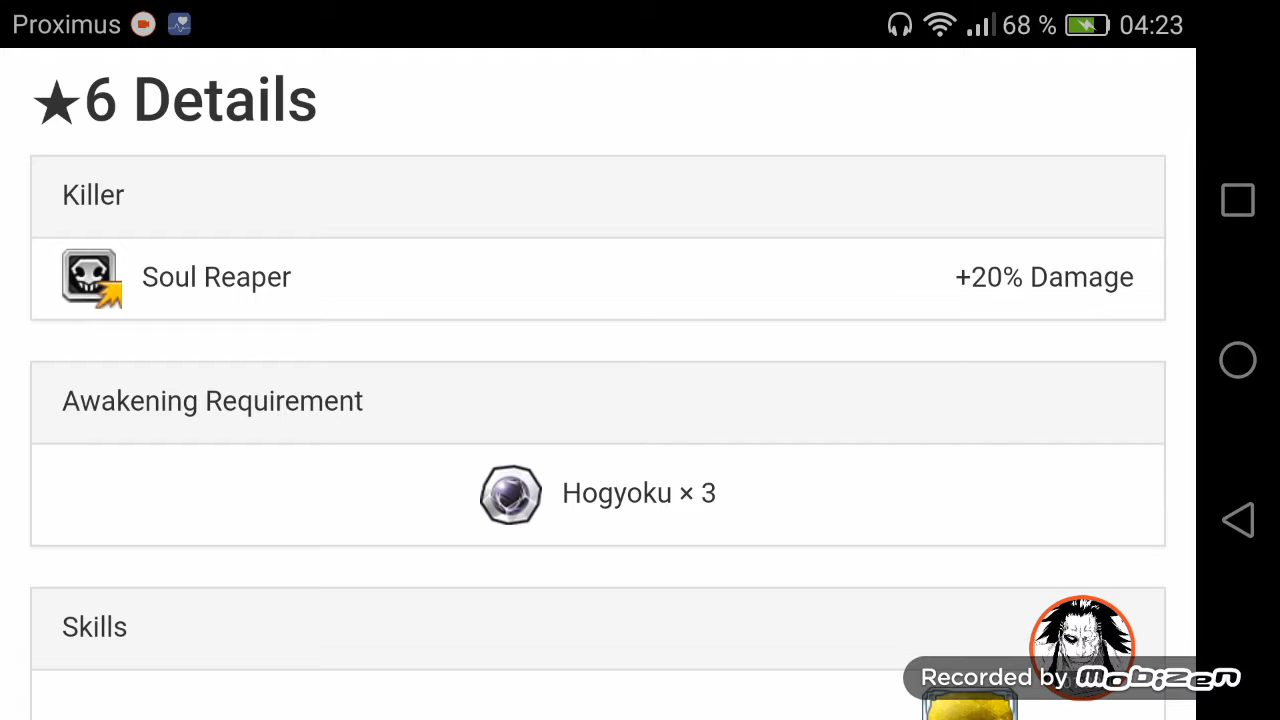 Proximus 68 % 04:23
★6 Details
Killer
Soul Reaper +20% Damage
Awakening Requirement
Hogyoku × 3
Skills
Recorded by mobizen